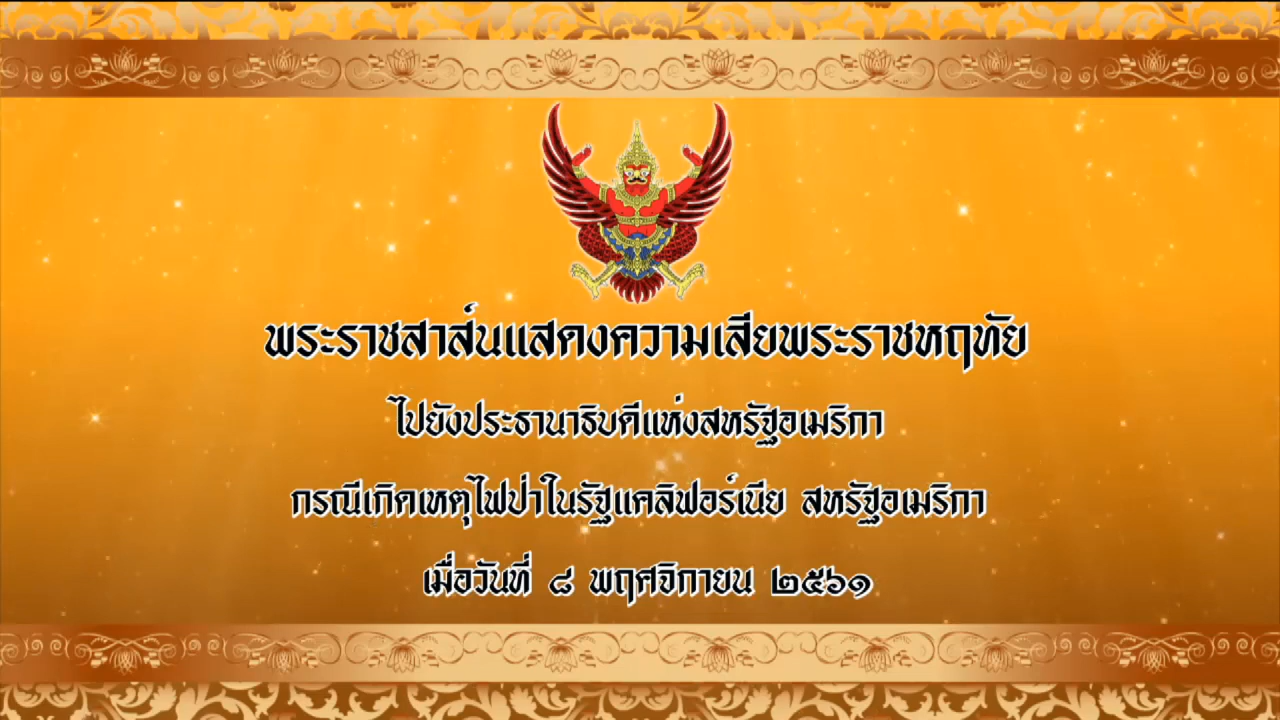 พระราชสาส์นแสดงความเสียพระราชหฤทัย
ไปยังประธานาธิบดีแห่งสหรัฐอเมริกา
กรณีเกิดเหตุไฟป่าในรัฐแคลิฟอร์เนีย สหรัฐอเมริกา
เมื่อวันที่ ๘ พฤศจิกายน ๒๕๖๑